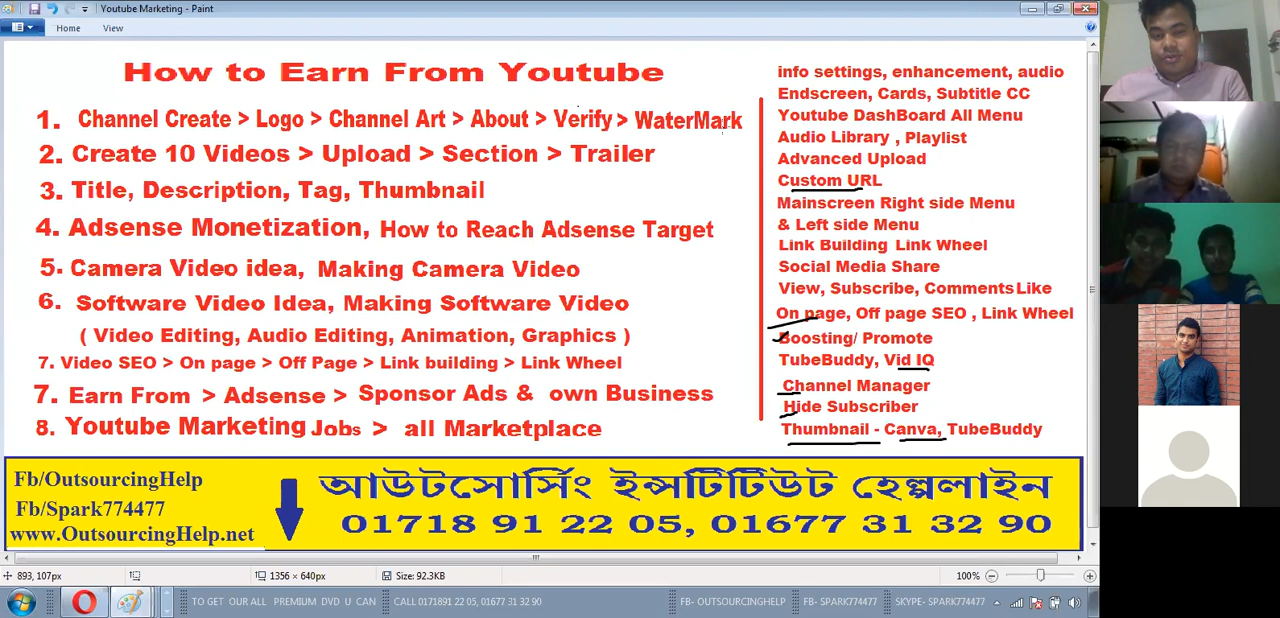 Youtube Marketing - Paint
Home View
How to Earn From Youtube
1. Channel Create > Logo > Channel Art > About > Verify > WaterMark
2. Create 10 Videos > Upload > Section > Trailer
3. Title, Description, Tag, Thumbnail
4. Adsense Monetization, How to Reach Adsense Target
5. Camera Video idea, Making Camera Video
6. Software Video Idea, Making Software Video
( Video Editing, Audio Editing, Animation, Graphics )
7. Video SEO > On page > Off Page > Link building > Link Wheel
7. Earn From > Adsense > Sponsor Ads & own Business
8. Youtube Marketing Jobs > all Marketplace
info settings, enhancement, audio
Endscreen, Cards, Subtitle CC
Youtube DashBoard All Menu
Audio Library , Playlist
Advanced Upload
Custom URL
Mainscreen Right side Menu
& Left side Menu
Link Building Link Wheel
Social Media Share
View, Subscribe, Comments Like
On page, Off page SEO , Link Wheel
Boosting/ Promote
TubeBuddy, Vid IQ
Channel Manager
Hide Subscriber
Thumbnail - Canva, TubeBuddy
Fb/OutsourcingHelp
Fb/Spark774477
www.OutsourcingHelp.net
আউটসোর্সিং ইন্সটিটিউট হেল্পলাইন
01718 91 22 05, 01677 31 32 90
893, 107px 1356 × 640px Size: 92.3KB 100%
TO GET OUR ALL PREMIUM DVD U CAN CALL 0171891 22 05, 01677 31 32 90 FB- OUTSOURCINGHELP FB- SPARK774477 SKYPE- SPARK774477